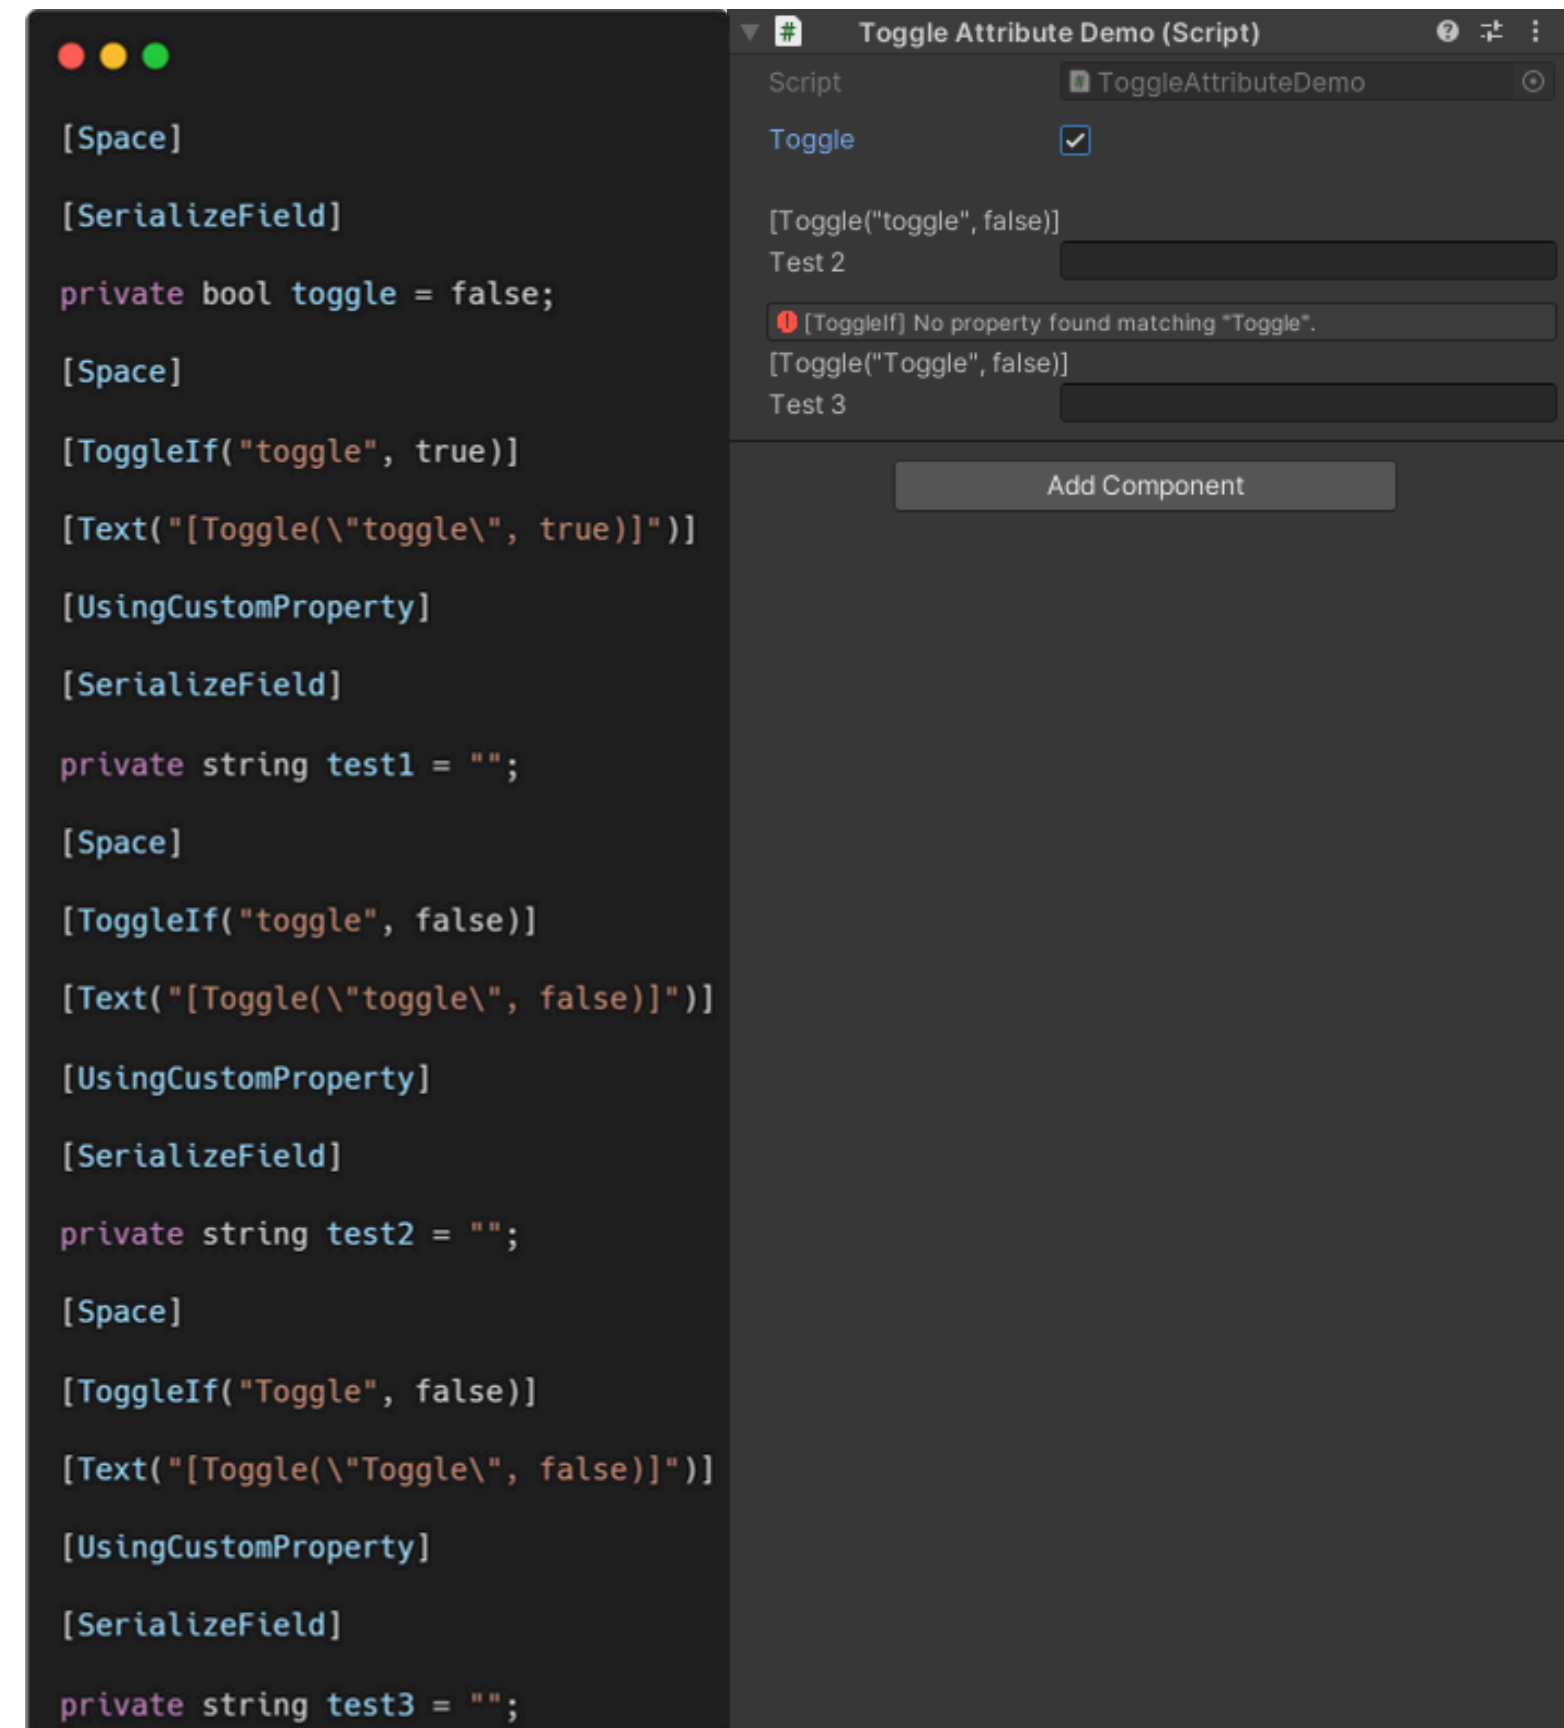 [Space]
[SerializeField]
private bool toggle = false;
[Space]
[ToggleIf("toggle", true)]
[Text("[Toggle(\"toggle\", true)]")]
[UsingCustomProperty]
[SerializeField]
private string test1 = "";
[Space]
[ToggleIf("toggle", false)]
[Text("[Toggle(\"toggle\", false)]")]
[UsingCustomProperty]
[SerializeField]
private string test2 = "";
[Space]
[ToggleIf("Toggle", false)]
[Text("[Toggle(\"Toggle\", false)]")]
[UsingCustomProperty]
[SerializeField]
private string test3 = "";
# Toggle Attribute Demo (Script)
Script # ToggleAttributeDemo
Toggle
[Toggle("toggle", false)]
Test 2
[ToggleIf] No property found matching "Toggle".
[Toggle("Toggle", false)]
Test 3
Add Component